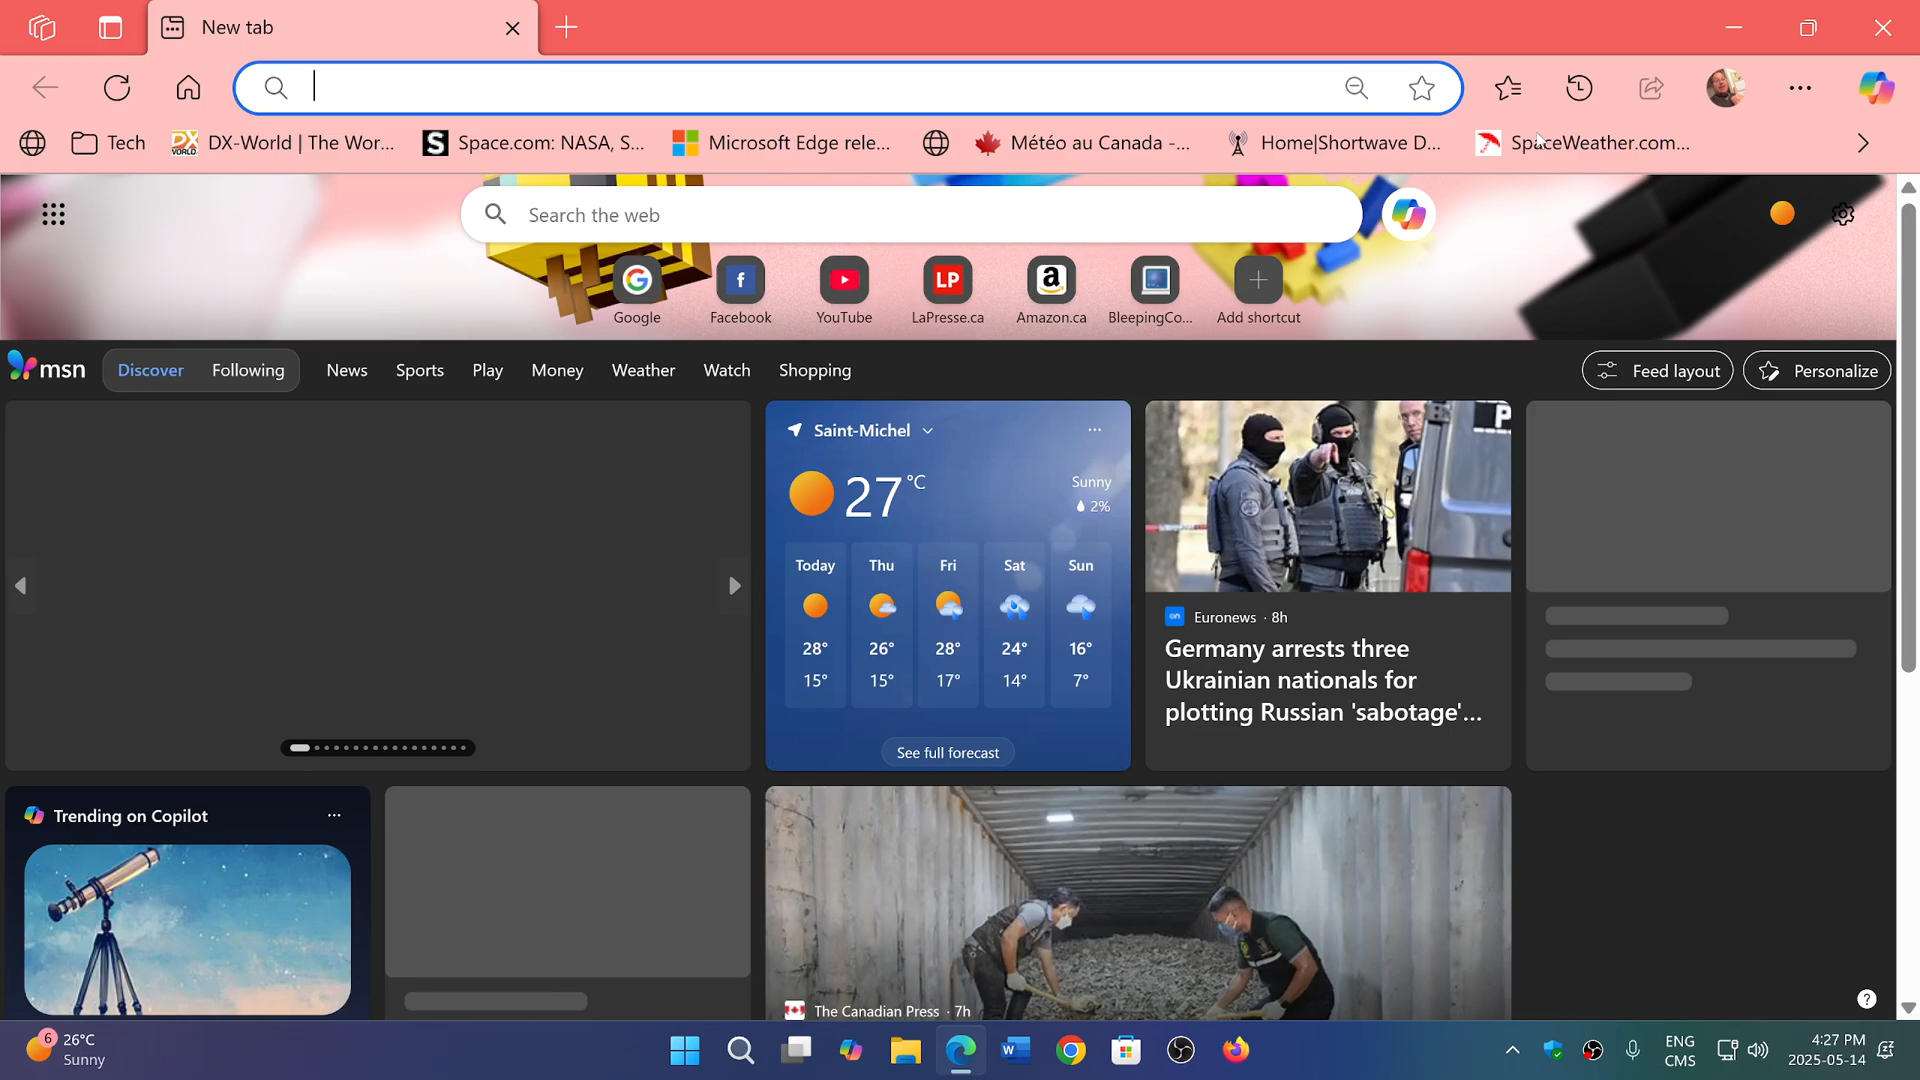 New tab
Tech
DX-World | The Wor...
Space.com: NASA, S...
Microsoft Edge rele...
Météo au Canada -...
Home|Shortwave D...
SpaceWeather.com...
Search the web
Google
Facebook
YouTube
LaPresse.ca
Amazon.ca
BleepingCo...
Add shortcut
msn
Discover
Following
News
Sports
Play
Money
Weather
Watch
Shopping
Feed layout
Personalize
Saint-Michel
27 °C
Sunny
2%
Today Thu Fri Sat Sun
28° 26° 28° 24° 16°
15° 15° 17° 14° 7°
See full forecast
Euronews · 8h
Germany arrests three
Ukrainian nationals for
plotting Russian 'sabotage'...
Trending on Copilot
The Canadian Press · 7h
6
26°C
Sunny
ENG
CMS
4:27 PM
2025-05-14